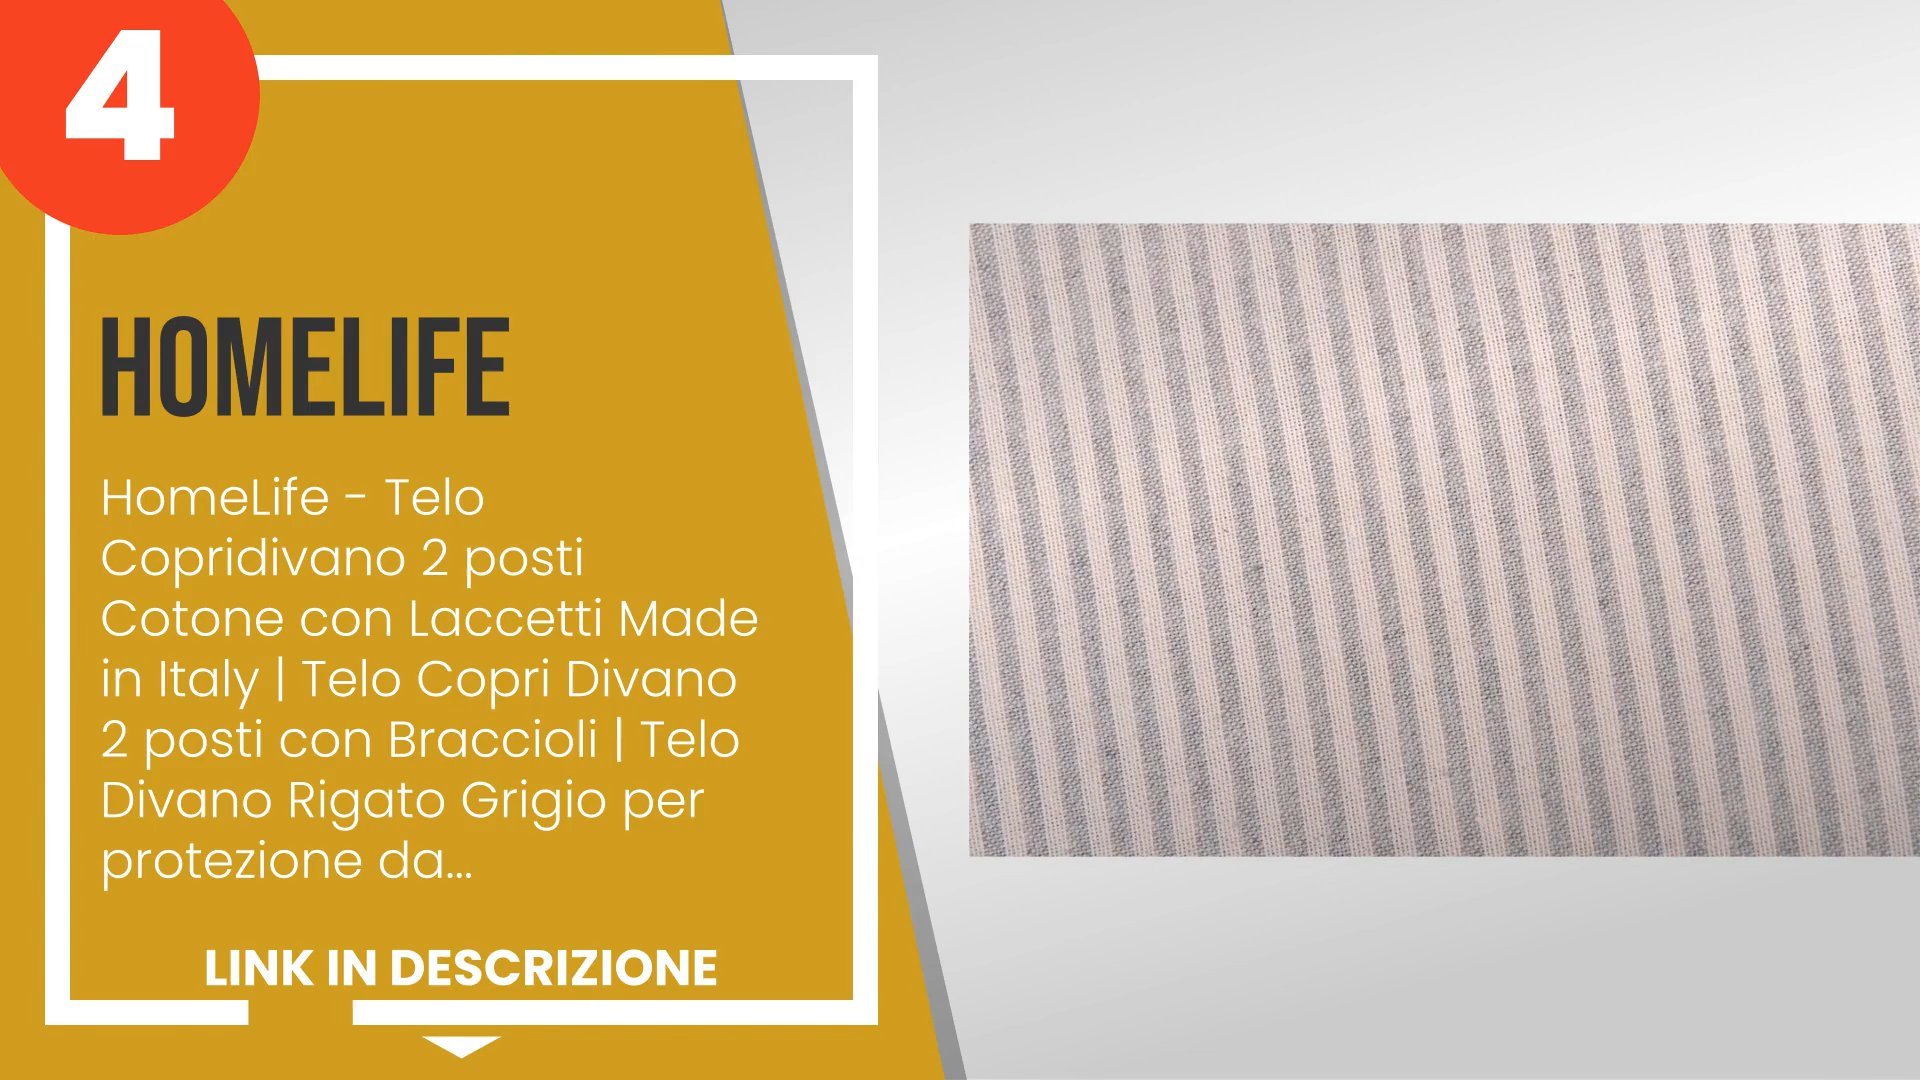 4
HOMELIFE
HomeLife - Telo
Copridivano 2 posti
Cotone con Laccetti Made
in Italy | Telo Copri Divano
2 posti con Braccioli | Telo
Divano Rigato Grigio per
protezione da...
LINK IN DESCRIZIONE